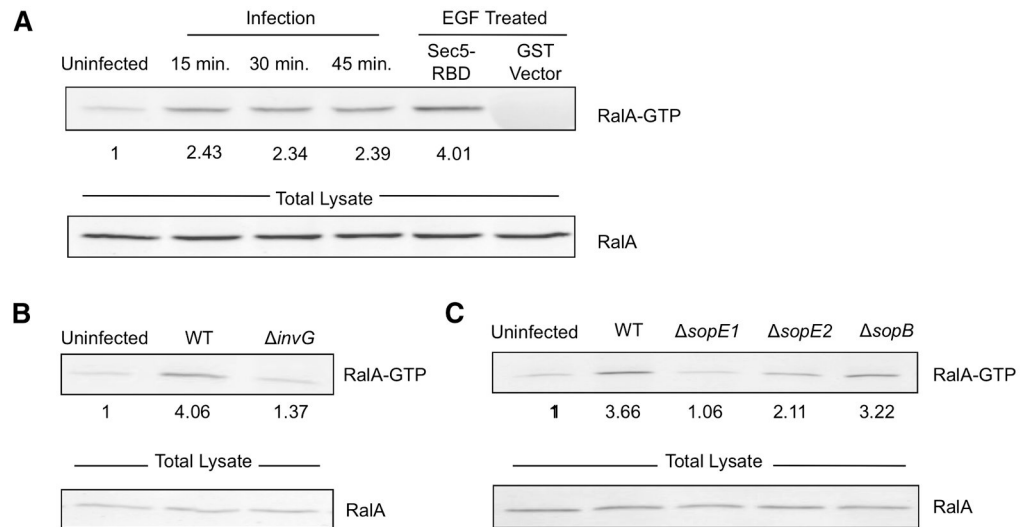 A
Infection
EGF Treated
Uninfected 15 min. 30 min. 45 min. Sec5-RBD GST Vector
RalA-GTP
1 2.43 2.34 2.39 4.01
Total Lysate
RalA
B
Uninfected WT ΔinvG
RalA-GTP
1 4.06 1.37
Total Lysate
RalA
C
Uninfected WT ΔsopE1 ΔsopE2 ΔsopB
RalA-GTP
1 3.66 1.06 2.11 3.22
Total Lysate
RalA